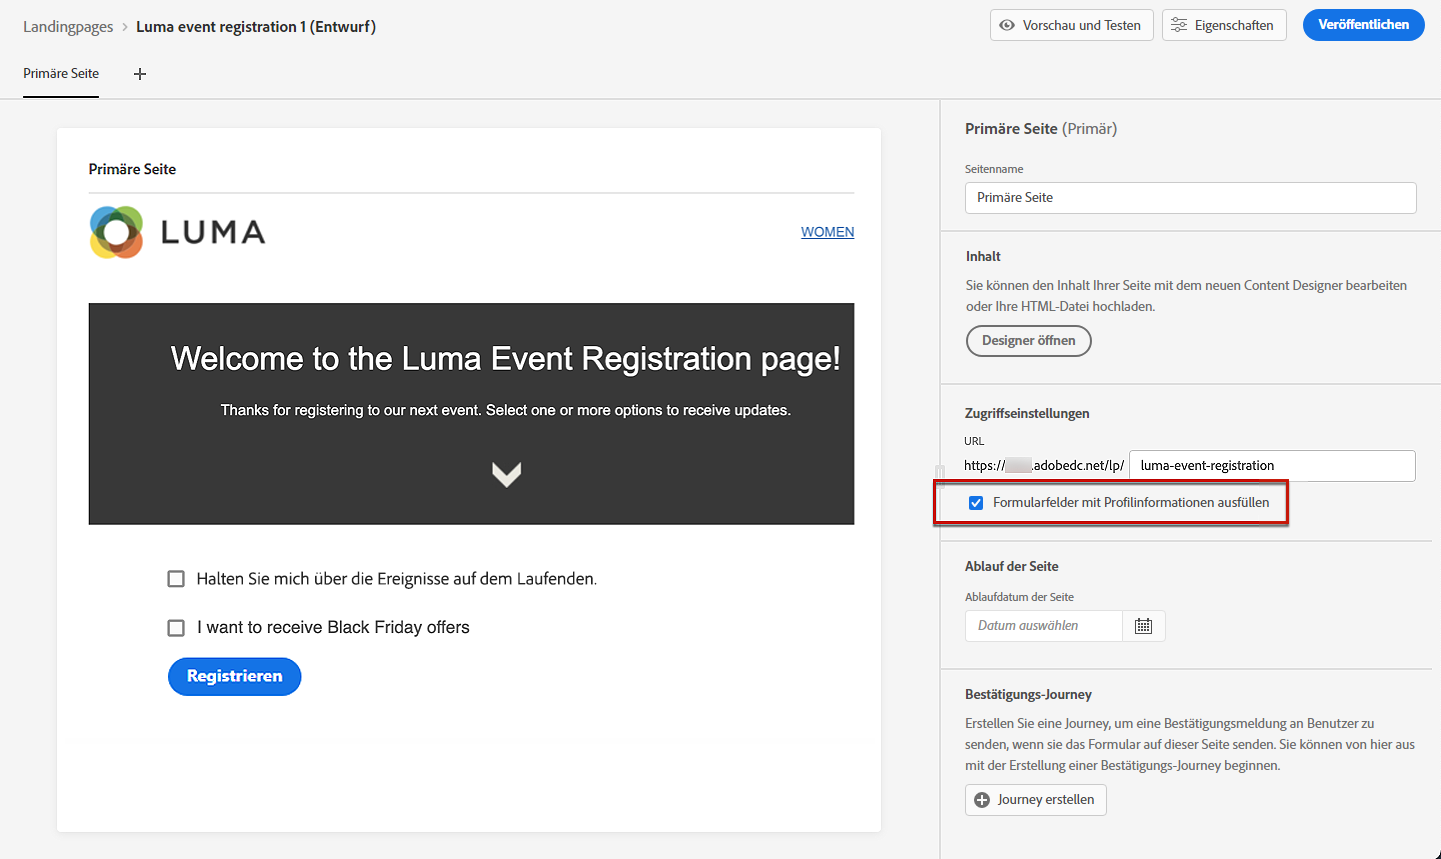 Landingpages > Luma event registration 1 (Entwurf)
Vorschau und Testen
Eigenschaften
Veröffentlichen
Primäre Seite +
Primäre Seite
LUMA
WOMEN
Welcome to the Luma Event Registration page!
Thanks for registering to our next event. Select one or more options to receive updates.
Halten Sie mich über die Ereignisse auf dem Laufenden.
I want to receive Black Friday offers
Registrieren
Primäre Seite (Primär)
Seitenname
Primäre Seite
Inhalt
Sie können den Inhalt Ihrer Seite mit dem neuen Content Designer bearbeiten
oder Ihre HTML-Datei hochladen.
Designer öffnen
Zugriffseinstellungen
URL
https:// .adobedc.net/lp/ luma-event-registration
Formularfelder mit Profilinformationen ausfüllen
Ablauf der Seite
Ablaufdatum der Seite
Datum auswählen
Bestätigungs-Journey
Erstellen Sie eine Journey, um eine Bestätigungsmeldung an Benutzer zu
senden, wenn sie das Formular auf dieser Seite senden. Sie können von hier aus
mit der Erstellung einer Bestätigungs-Journey beginnen.
Journey erstellen